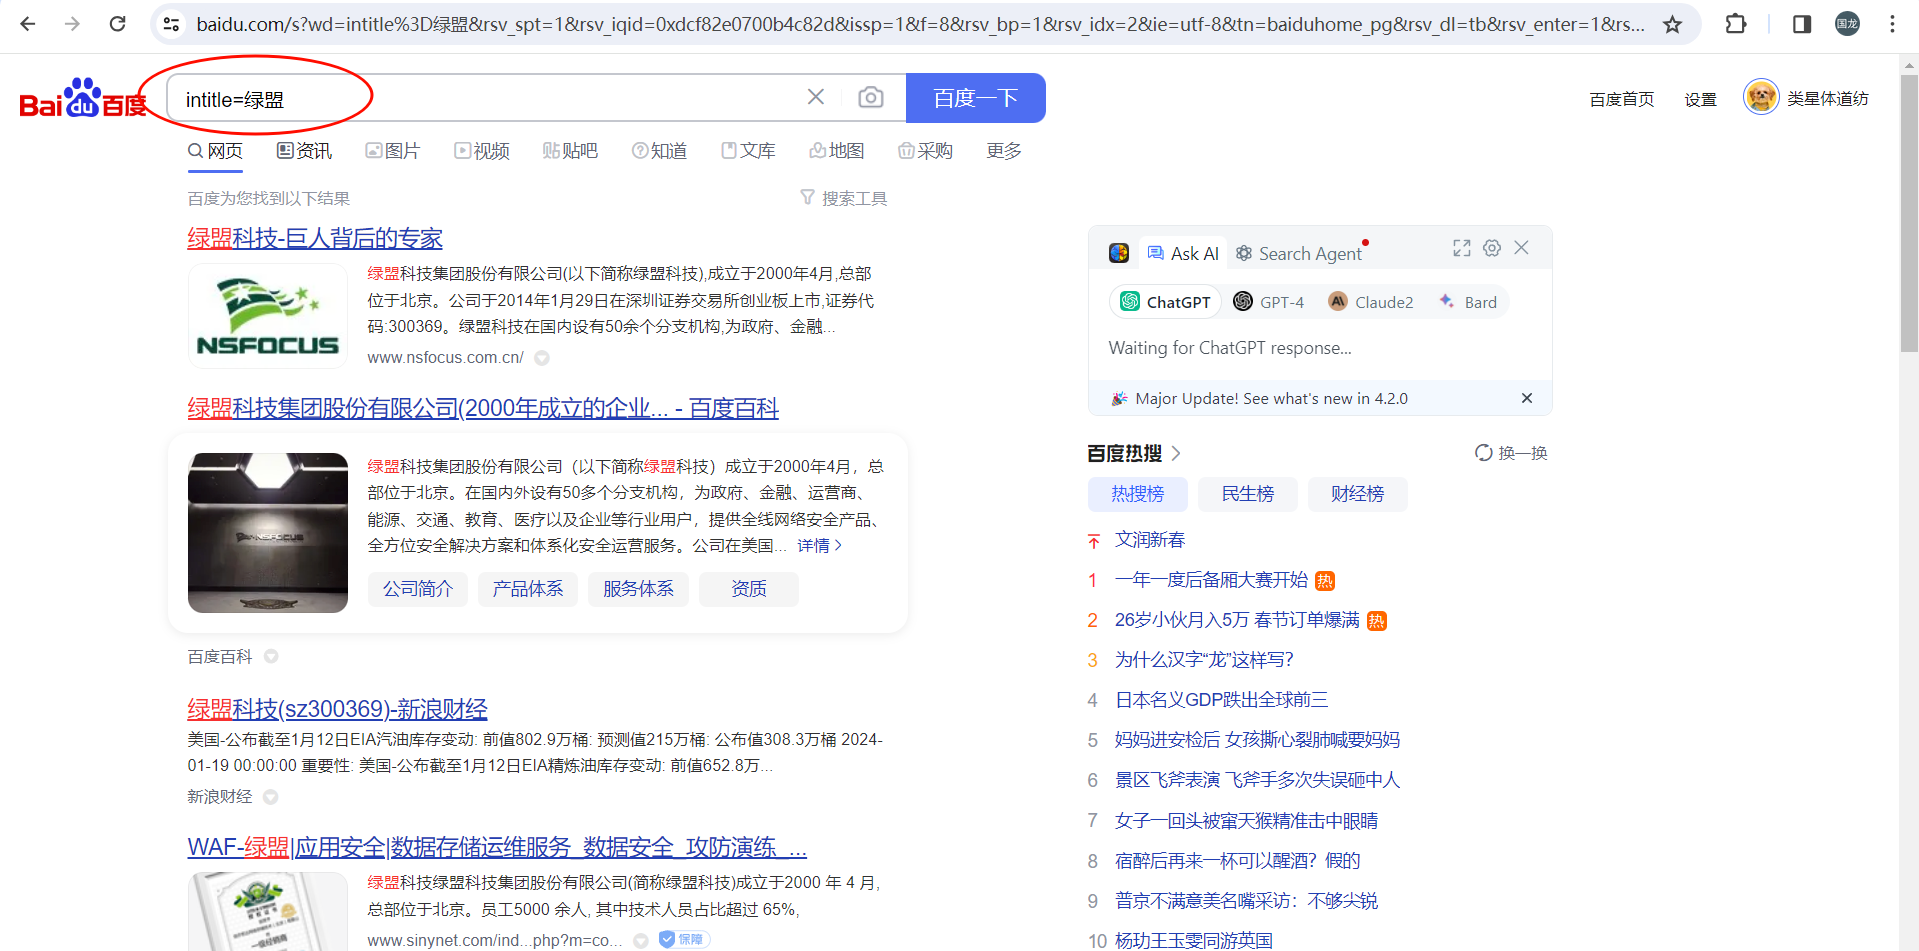 baidu.com/s?wd=intitle%3D绿盟&rsv_spt=1&rsv_iqid=0xdcf82e0700b4c82d&issp=1&f=8&rsv_bp=1&rsv_idx=2&ie=utf-8&tn=baiduhome_pg&rsv_dl=tb&rsv_enter=1&rs...
国龙
Bai du 百度
intitle=绿盟
百度一下
百度首页 设置 类星体道纺
网页 资讯 图片 视频 贴贴吧 知道 文库 地图 采购 更多
百度为您找到以下结果
搜索工具
绿盟科技-巨人背后的专家
NSFOCUS
绿盟科技集团股份有限公司(以下简称绿盟科技),成立于2000年4月,总部
位于北京。公司于2014年1月29日在深圳证券交易所创业板上市,证券代
码:300369。绿盟科技在国内设有50余个分支机构,为政府、金融...
www.nsfocus.com.cn/
绿盟科技集团股份有限公司(2000年成立的企业... - 百度百科
NSFOCUS
绿盟科技集团股份有限公司（以下简称绿盟科技）成立于2000年4月，总
部位于北京。在国内外设有50多个分支机构，为政府、金融、运营商、
能源、交通、教育、医疗以及企业等行业用户，提供全线网络安全产品、
全方位安全解决方案和体系化安全运营服务。公司在美国... 详情
公司简介 产品体系 服务体系 资质
百度百科
绿盟科技(sz300369)-新浪财经
美国-公布截至1月12日EIA汽油库存变动: 前值802.9万桶: 预测值215万桶: 公布值308.3万桶 2024-
01-19 00:00:00 重要性: 美国-公布截至1月12日EIA精炼油库存变动: 前值652.8万...
新浪财经
WAF-绿盟|应用安全|数据存储运维服务_数据安全_攻防演练_...
绿盟科技绿盟科技集团股份有限公司(简称绿盟科技)成立于2000 年 4 月,
总部位于北京。员工5000 余人, 其中技术人员占比超过 65%,
www.sinynet.com/ind...php?m=co...
保障
Ask AI Search Agent
ChatGPT GPT-4 Claude2 Bard
Waiting for ChatGPT response...
Major Update! See what's new in 4.2.0
百度热搜
换一换
热搜榜 民生榜 财经榜
文润新春
1 一年一度后备厢大赛开始 热
2 26岁小伙月入5万 春节订单爆满 热
3 为什么汉字“龙”这样写?
4 日本名义GDP跌出全球前三
5 妈妈进安检后 女孩撕心裂肺喊要妈妈
6 景区飞斧表演 飞斧手多次失误砸中人
7 女子一回头被窜天猴精准击中眼睛
8 宿醉后再来一杯可以醒酒？假的
9 普京不满意美名嘴采访：不够尖锐
10 杨玏王玉雯同游英国